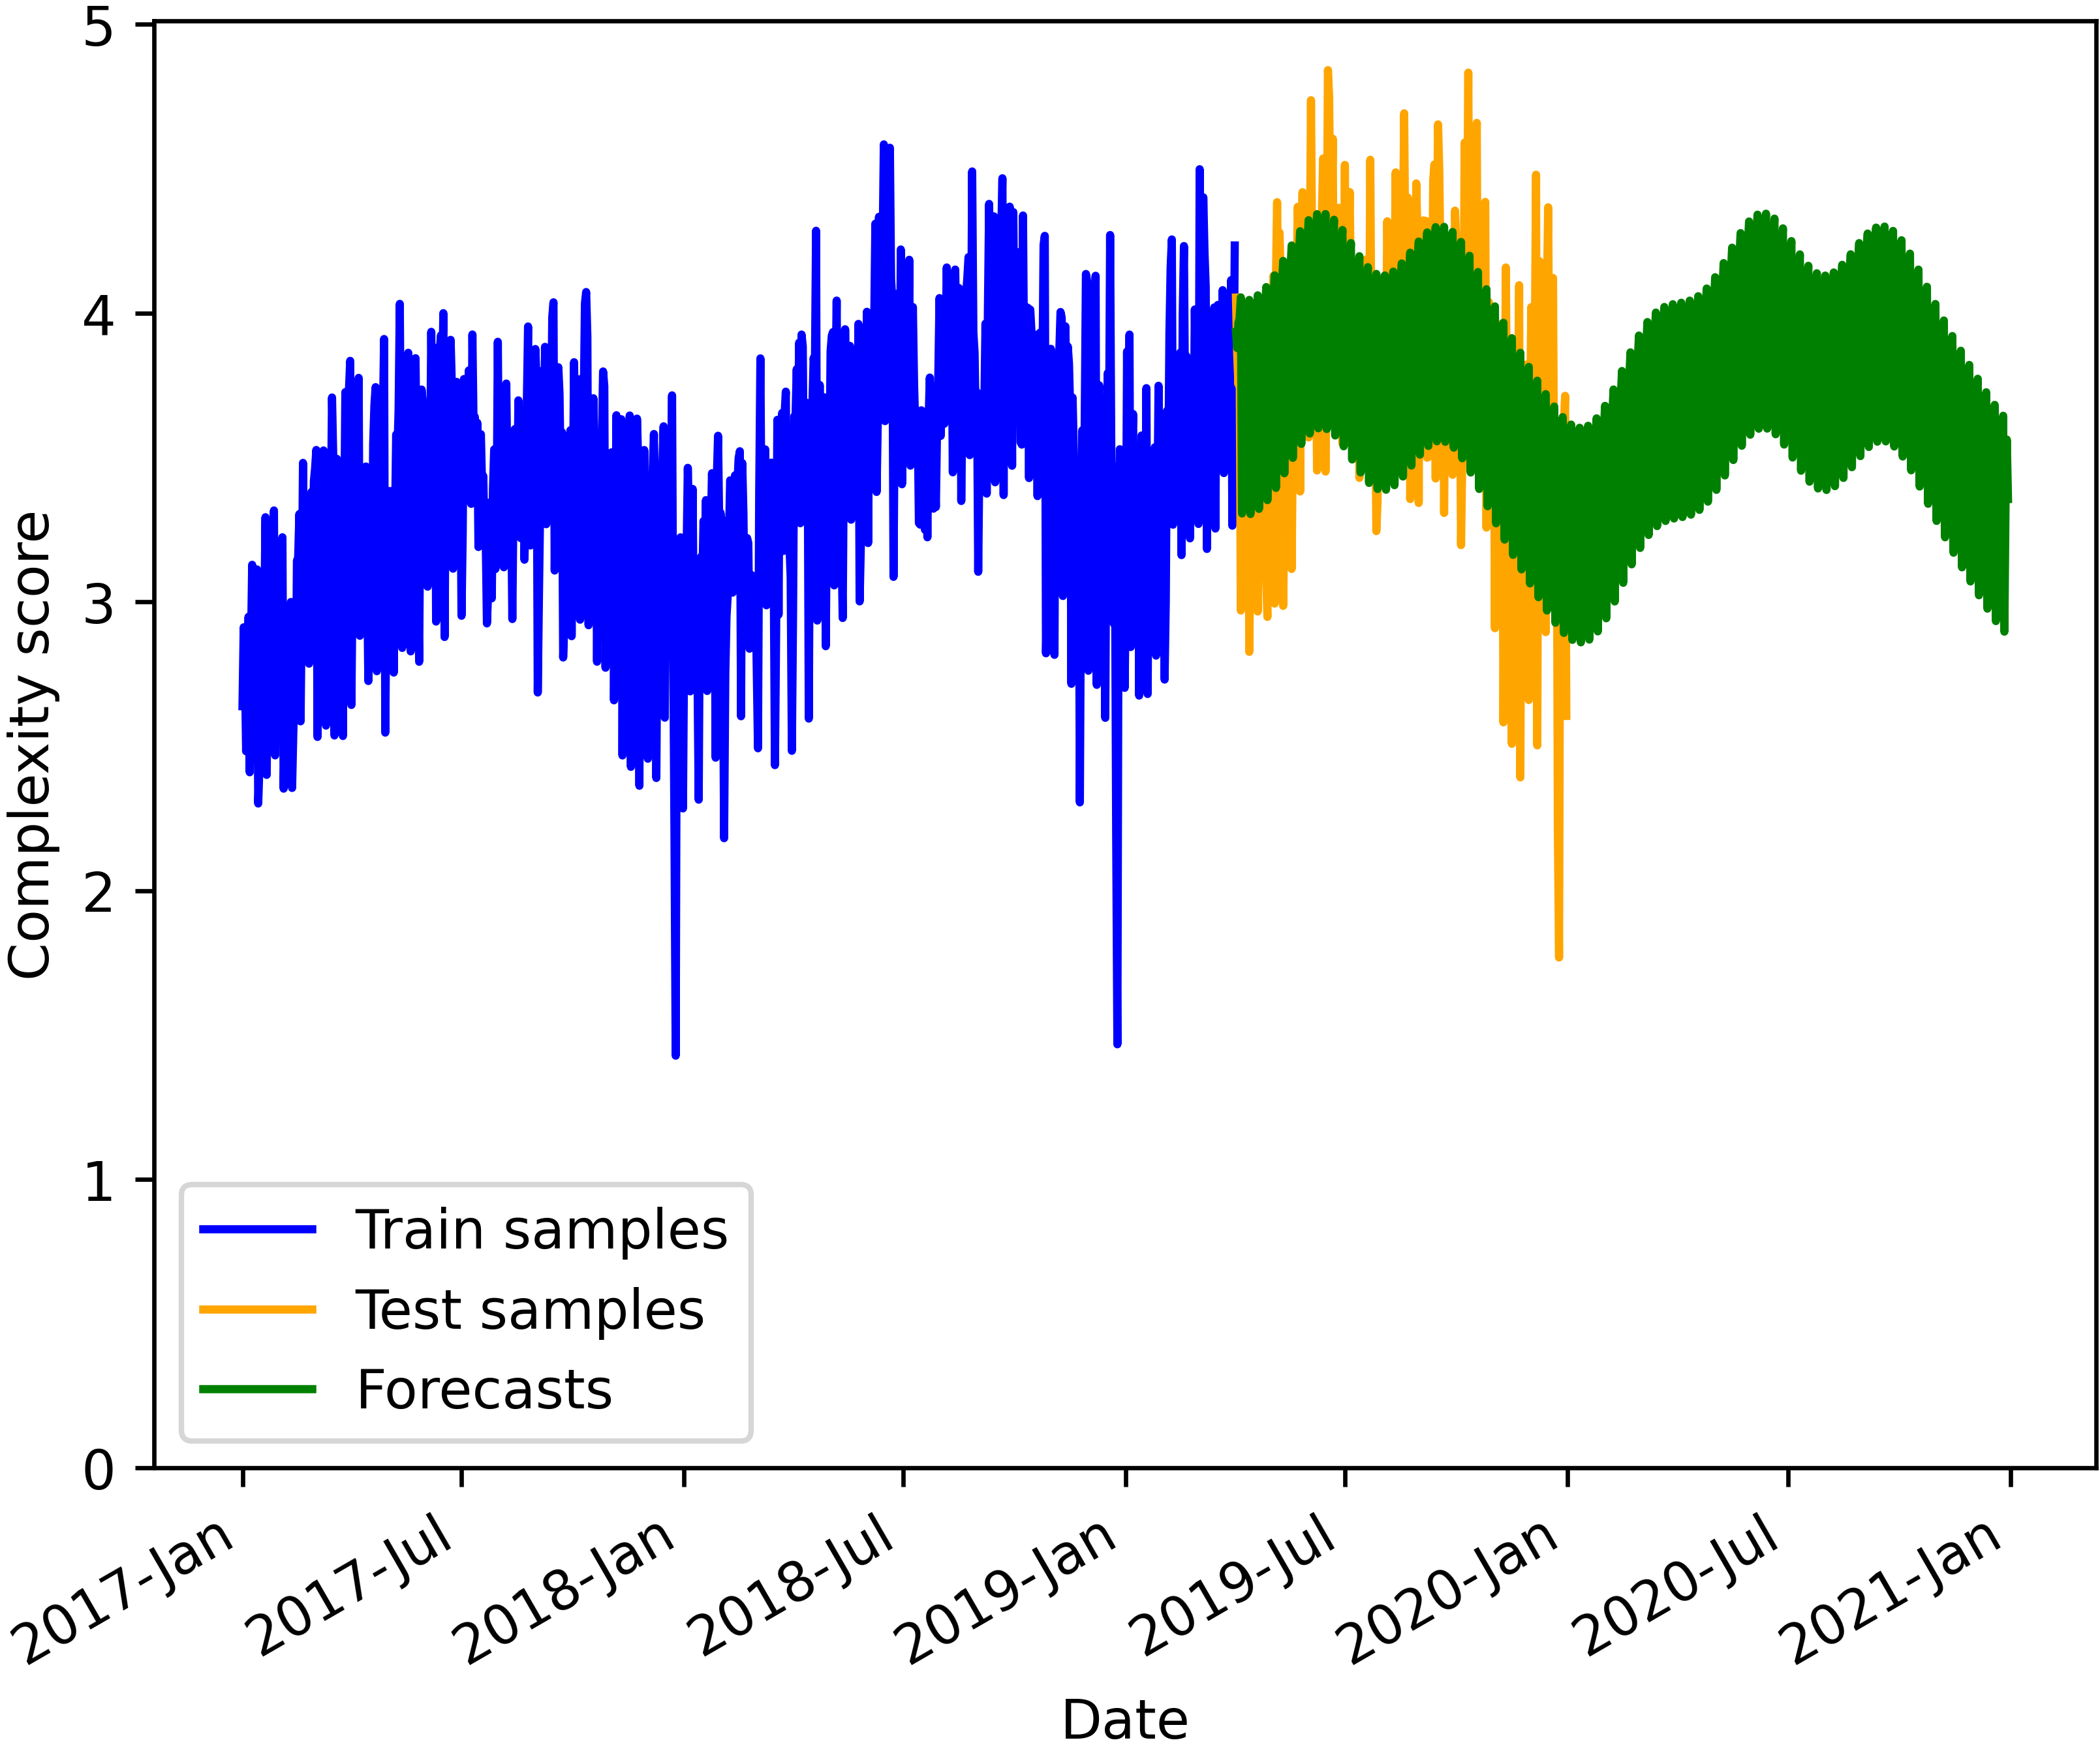 5
4
3
2
1
0
Complexity score
Train samples
Test samples
Forecasts
2017-Jan
2017-Jul
2018-Jan
2018-Jul
2019-Jan
2019-Jul
2020-Jan
2020-Jul
2021-Jan
Date